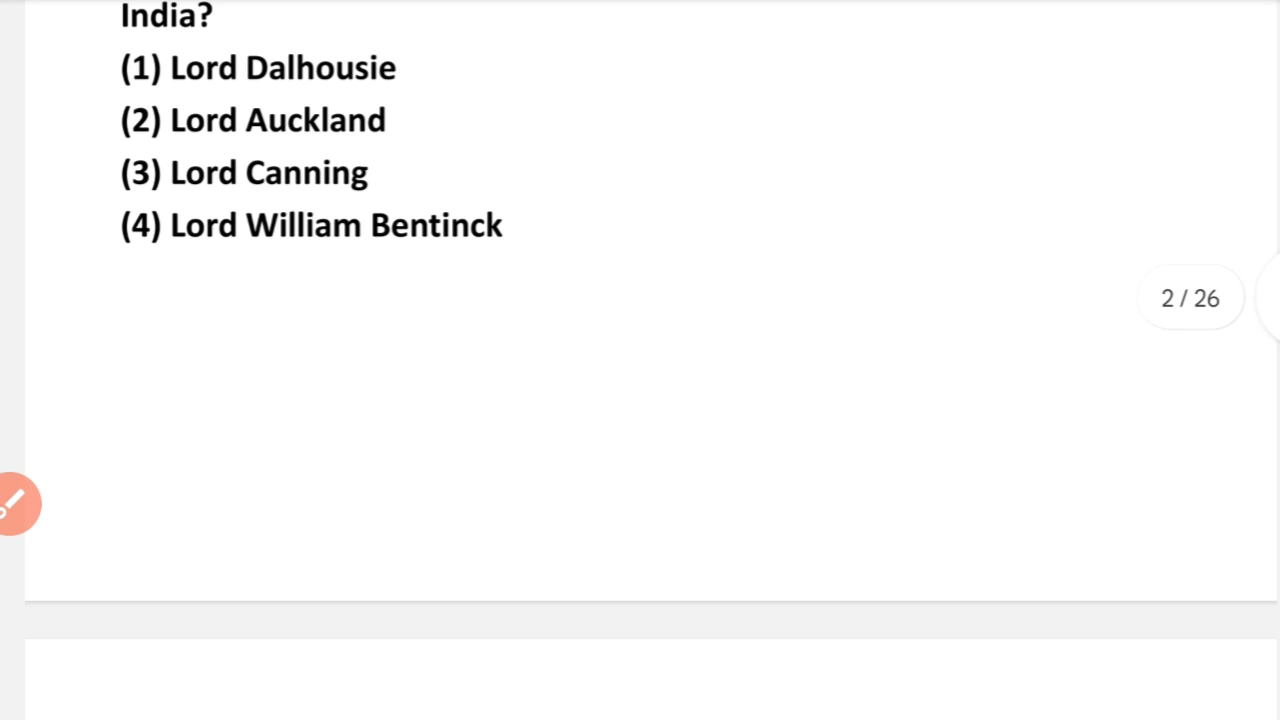 India?
(1) Lord Dalhousie
(2) Lord Auckland
(3) Lord Canning
(4) Lord William Bentinck
2 / 26